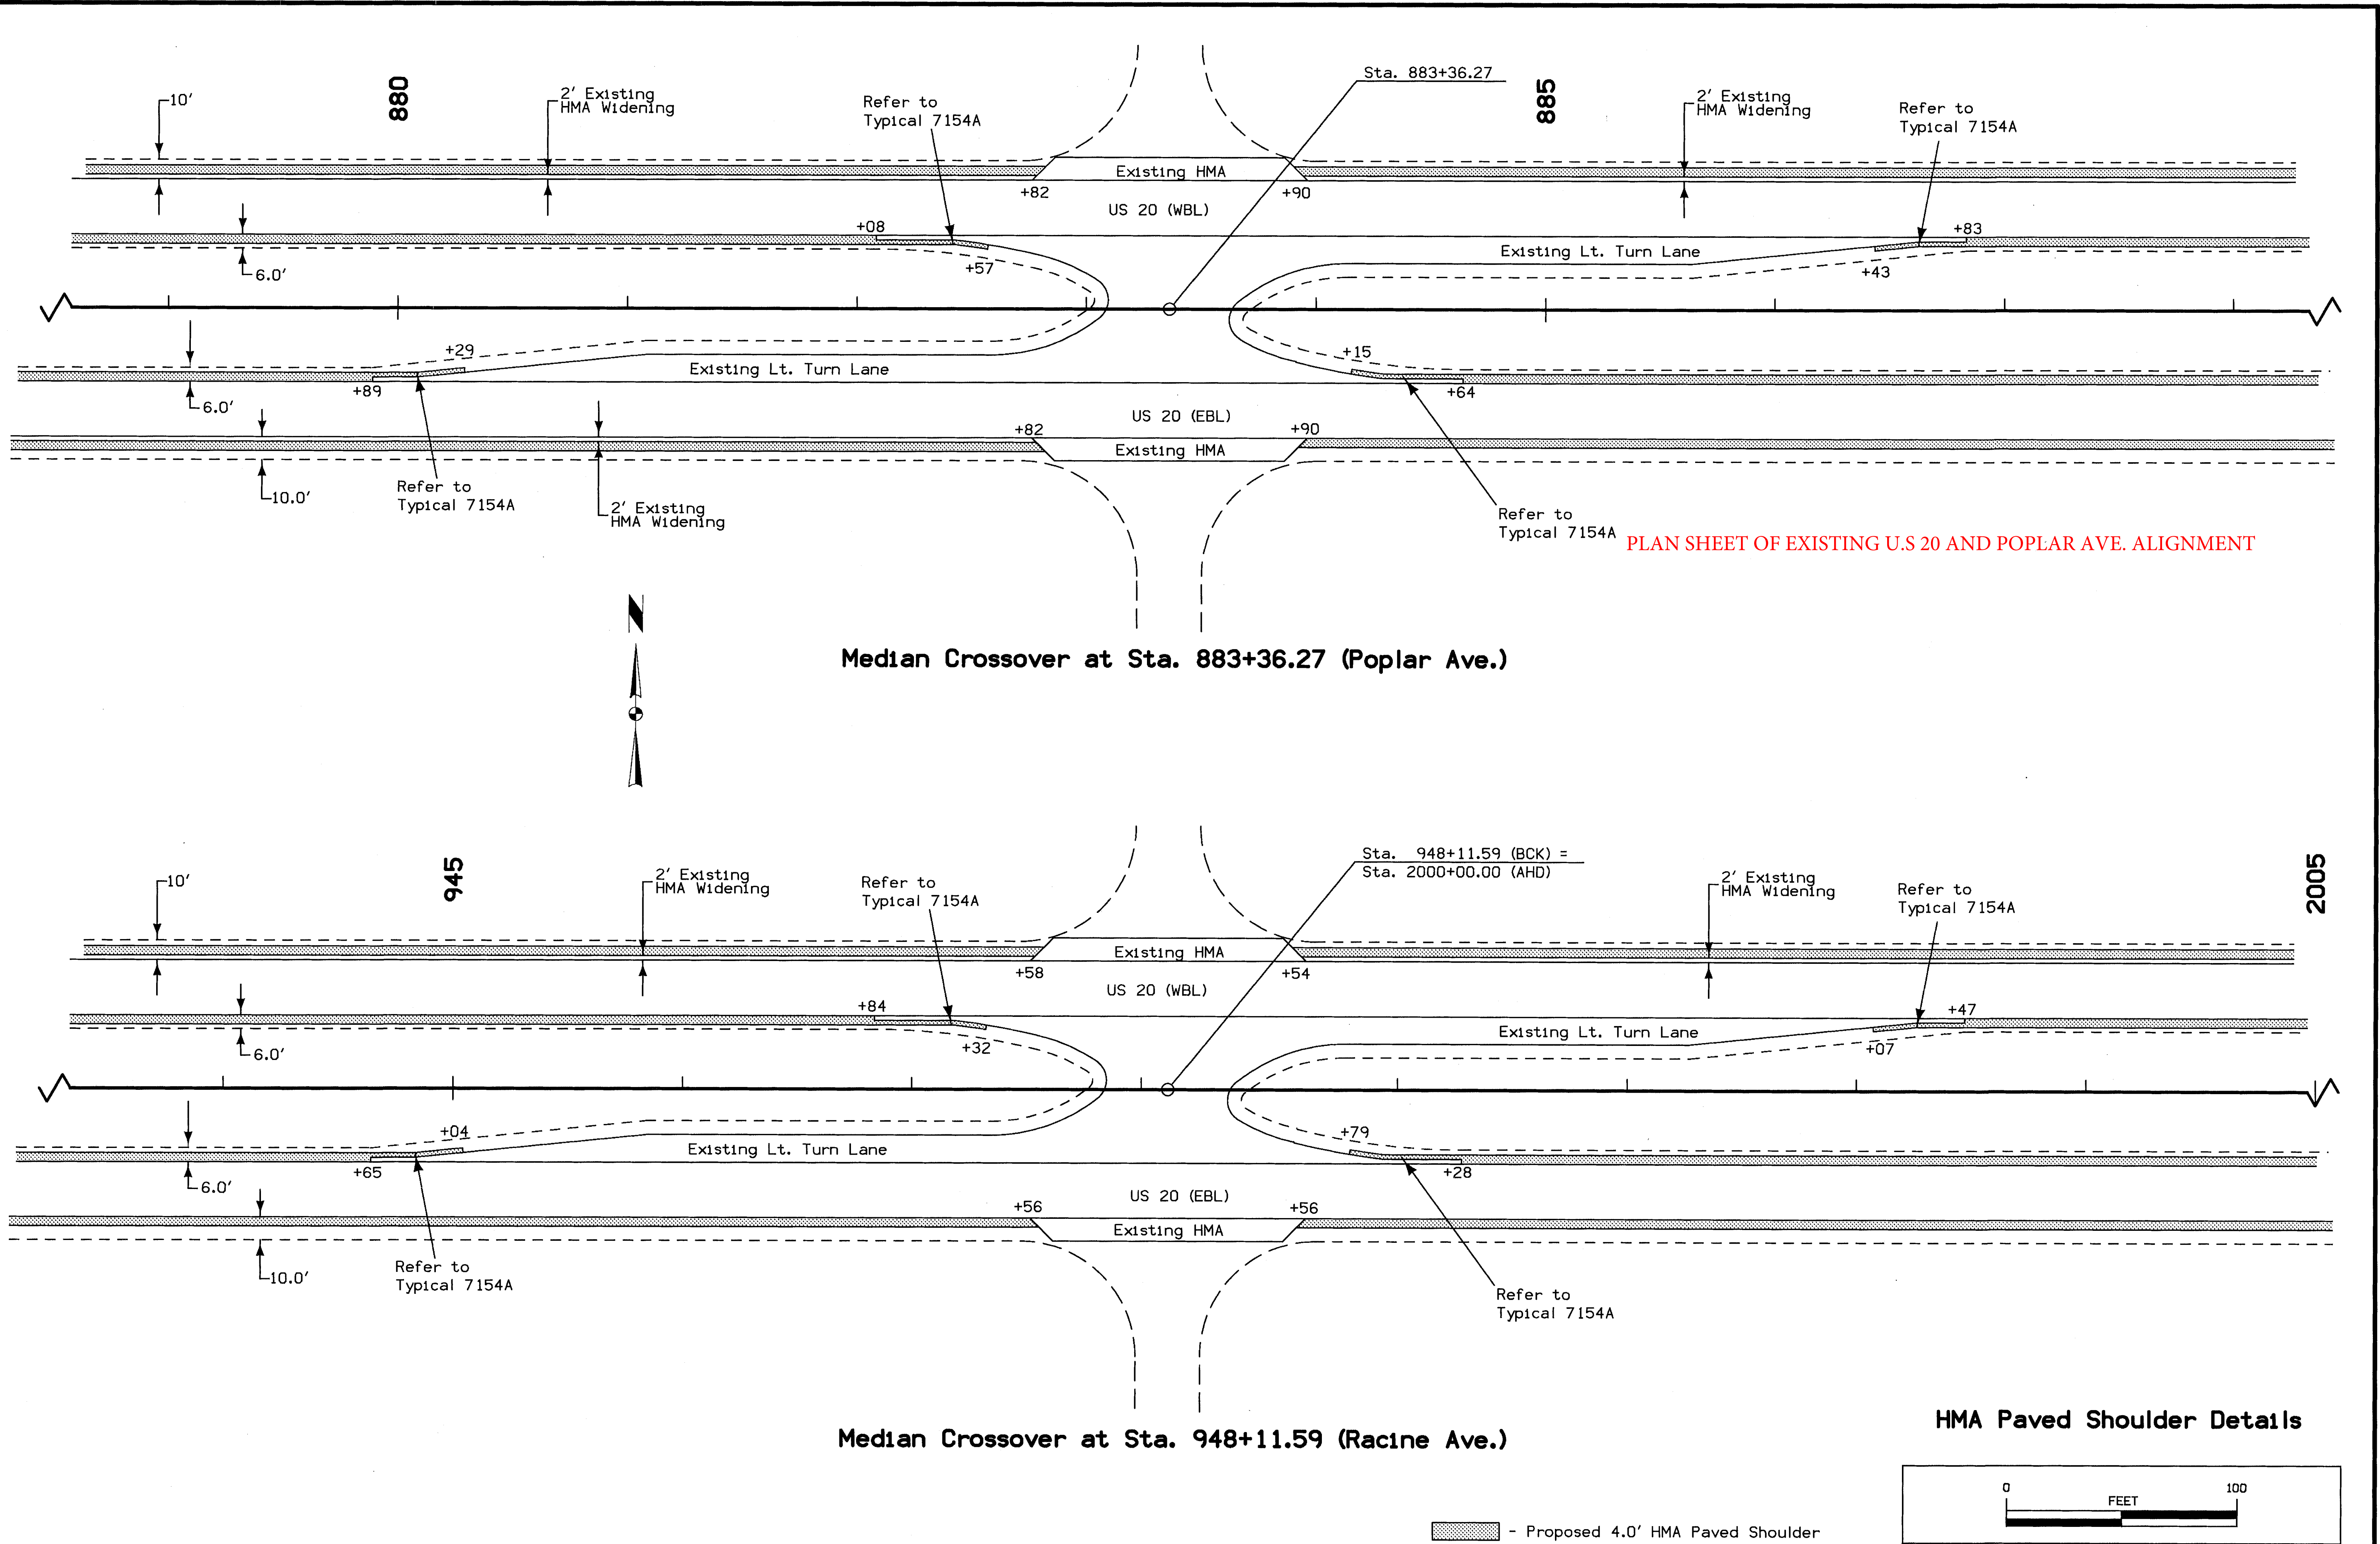 880
885
10'
2' Existing
HMA Widening
Refer to
Typical 7154A
Sta. 883+36.27
2' Existing
HMA Widening
Refer to
Typical 7154A
Existing HMA
+82
+90
US 20 (WBL)
+08
+83
+57
Existing Lt. Turn Lane
+43
6.0'
+29
+15
Existing Lt. Turn Lane
+89
+64
6.0'
US 20 (EBL)
+82
+90
Existing HMA
10.0'
Refer to
Typical 7154A
2' Existing
HMA Widening
Refer to
Typical 7154A
PLAN SHEET OF EXISTING U.S 20 AND POPLAR AVE. ALIGNMENT
N
Median Crossover at Sta. 883+36.27 (Poplar Ave.)
945
2005
10'
2' Existing
HMA Widening
Refer to
Typical 7154A
Sta. 948+11.59 (BCK) =
Sta. 2000+00.00 (AHD)
2' Existing
HMA Widening
Refer to
Typical 7154A
Existing HMA
+58
+54
US 20 (WBL)
+84
+47
+32
Existing Lt. Turn Lane
+07
6.0'
+04
+79
Existing Lt. Turn Lane
+65
+28
6.0'
US 20 (EBL)
+56
+56
Existing HMA
10.0'
Refer to
Typical 7154A
Refer to
Typical 7154A
Median Crossover at Sta. 948+11.59 (Racine Ave.)
HMA Paved Shoulder Details
0 FEET 100
- Proposed 4.0' HMA Paved Shoulder